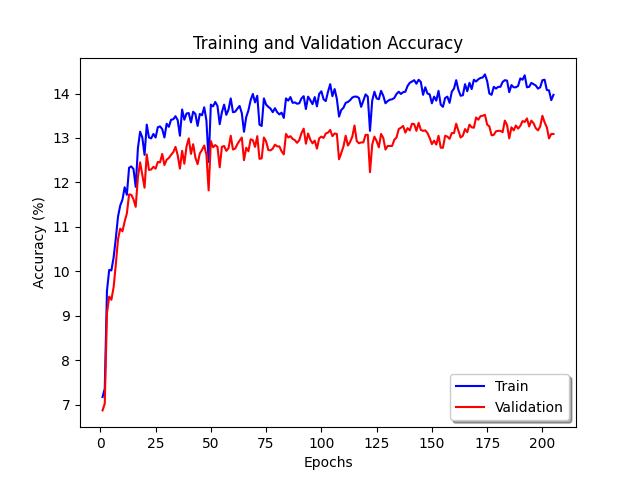 Training and Validation Accuracy
Accuracy (%)
14
13
12
11
10
9
8
7
0 25 50 75 100 125 150 175 200
Epochs
Train
Validation